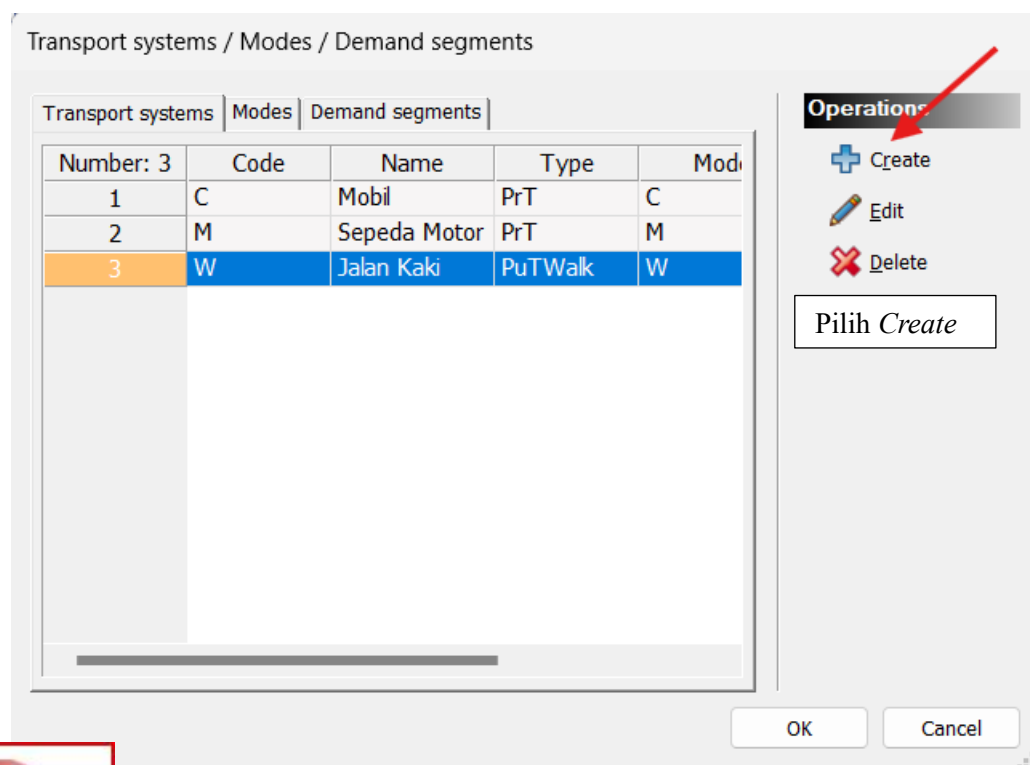 Transport systems / Modes / Demand segments
Transport systems Modes Demand segments
Number: 3 Code Name Type
1 C Mobil PrT C
2 M Sepeda Motor PrT M
3 W Jalan Kaki PuTWalk W
Operations
Create
Edit
Delete
Pilih Create
OK Cancel